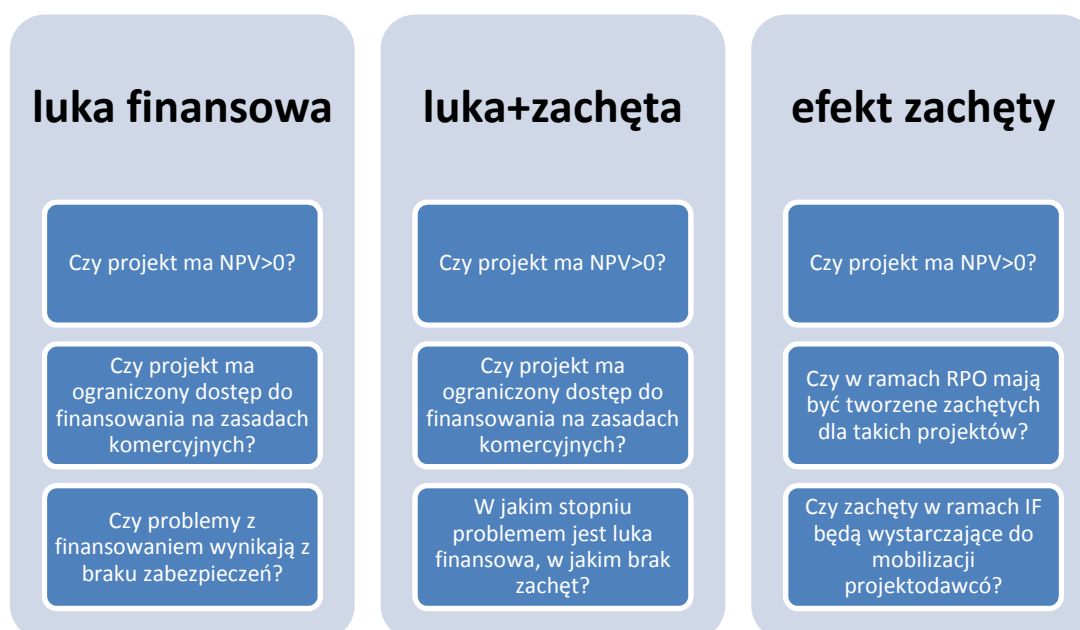 luka finansowa
Czy projekt ma NPV>0?
Czy projekt ma
ograniczony dostęp do
finansowania na zasadach
komercyjnych?
Czy problemy z
finansowaniem wynikają z
braku zabezpieczeń?
luka+zachęta
Czy projekt ma NPV>0?
Czy projekt ma
ograniczony dostęp do
finansowania na zasadach
komercyjnych?
W jakim stopniu
problemem jest luka
finansowa, w jakim brak
zachęt?
efekt zachęty
Czy projekt ma NPV>0?
Czy w ramach RPO mają
być tworzene zachętych
dla takich projektów?
Czy zachęty w ramach IF
będą wystarczające do
mobilizacji
projektodawcó?